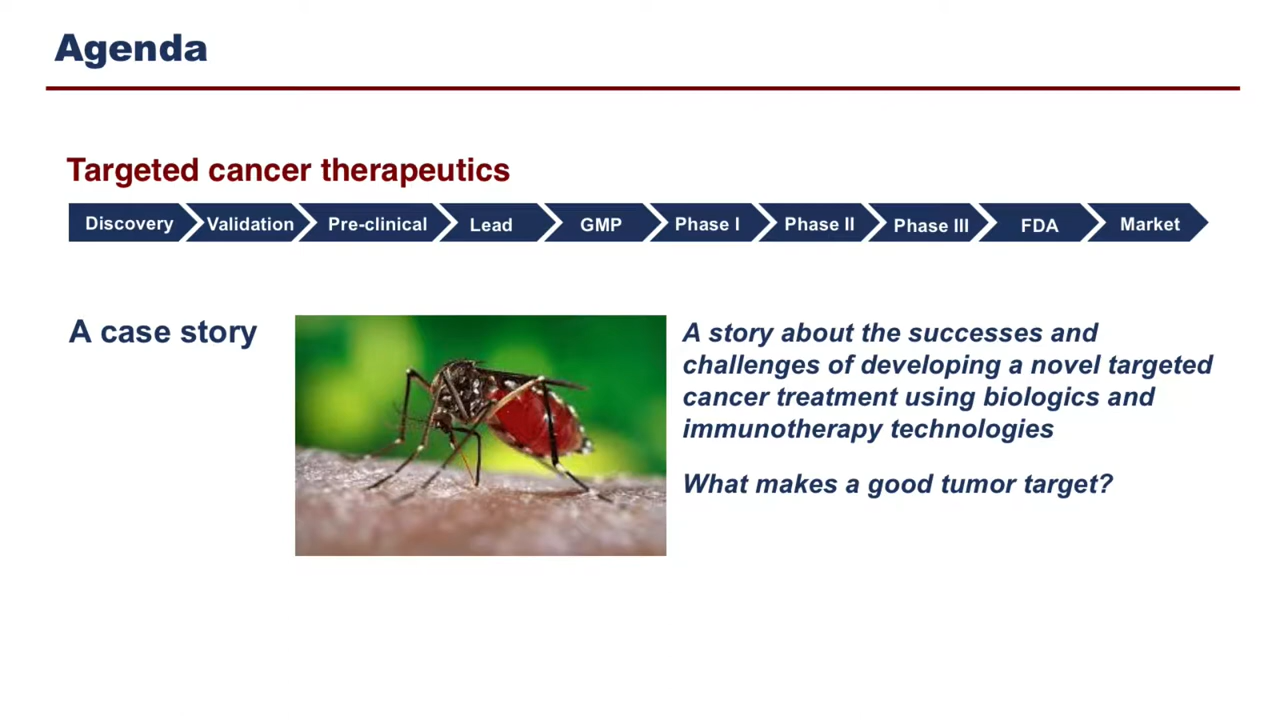 Agenda
Targeted cancer therapeutics
Discovery Validation Pre-clinical Lead GMP Phase I Phase II Phase III FDA Market
A case story
A story about the successes and
challenges of developing a novel targeted
cancer treatment using biologics and
immunotherapy technologies
What makes a good tumor target?